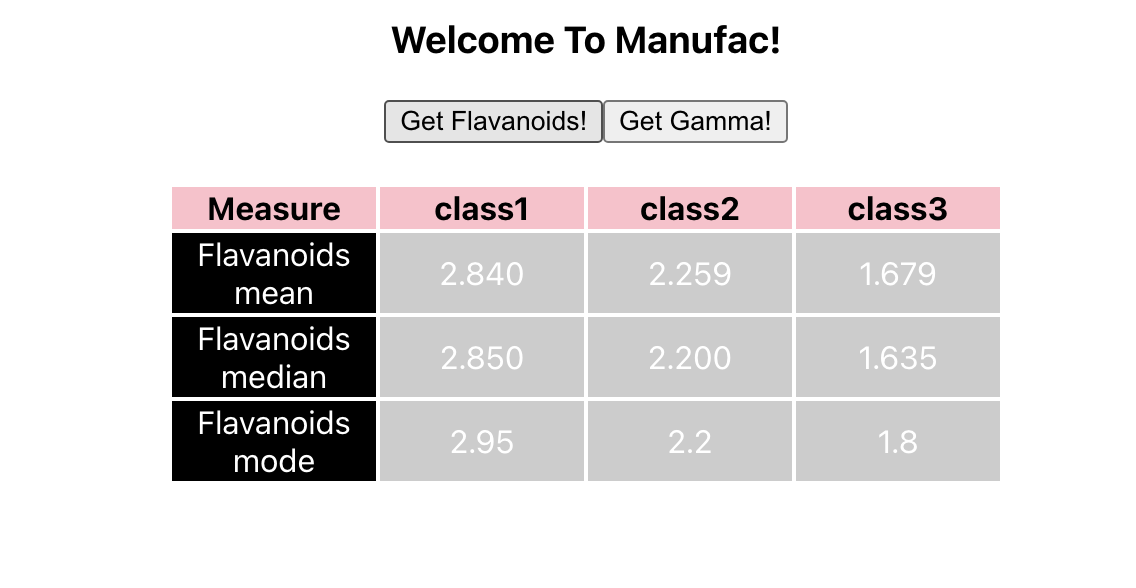 Welcome To Manufac!
Get Flavanoids! Get Gamma!
Measure class1 class2 class3
Flavanoids
mean 2.840 2.259 1.679
Flavanoids
median 2.850 2.200 1.635
Flavanoids
mode 2.95 2.2 1.8